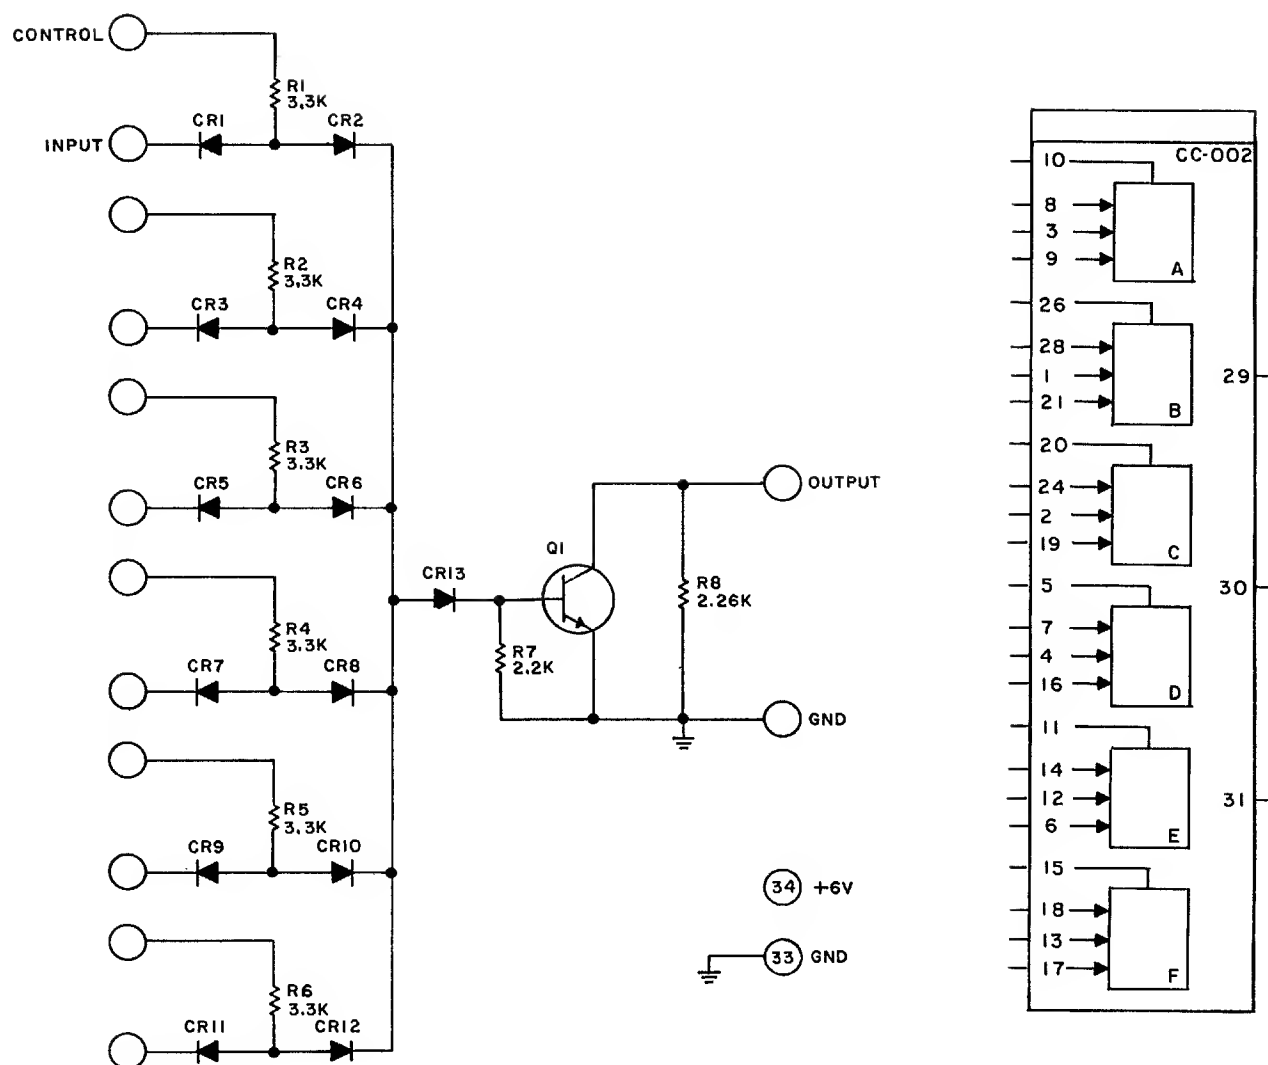 CONTROL
R1
3.3K
CR1
CR2
INPUT
R2
3.3K
CR3
CR4
R3
3.3K
CR5
CR6
R4
3.3K
CR7
CR8
R5
3.3K
CR9
CR10
R6
3.3K
CR11
CR12
CR13
Q1
R7
2.2K
R8
2.26K
OUTPUT
GND
34 +6V
33 GND
CC-002
10
8
3
9
A
26
28
1
21
B
29
20
24
2
19
C
5
30
7
4
16
D
11
14
12
31
6
E
15
18
13
17
F